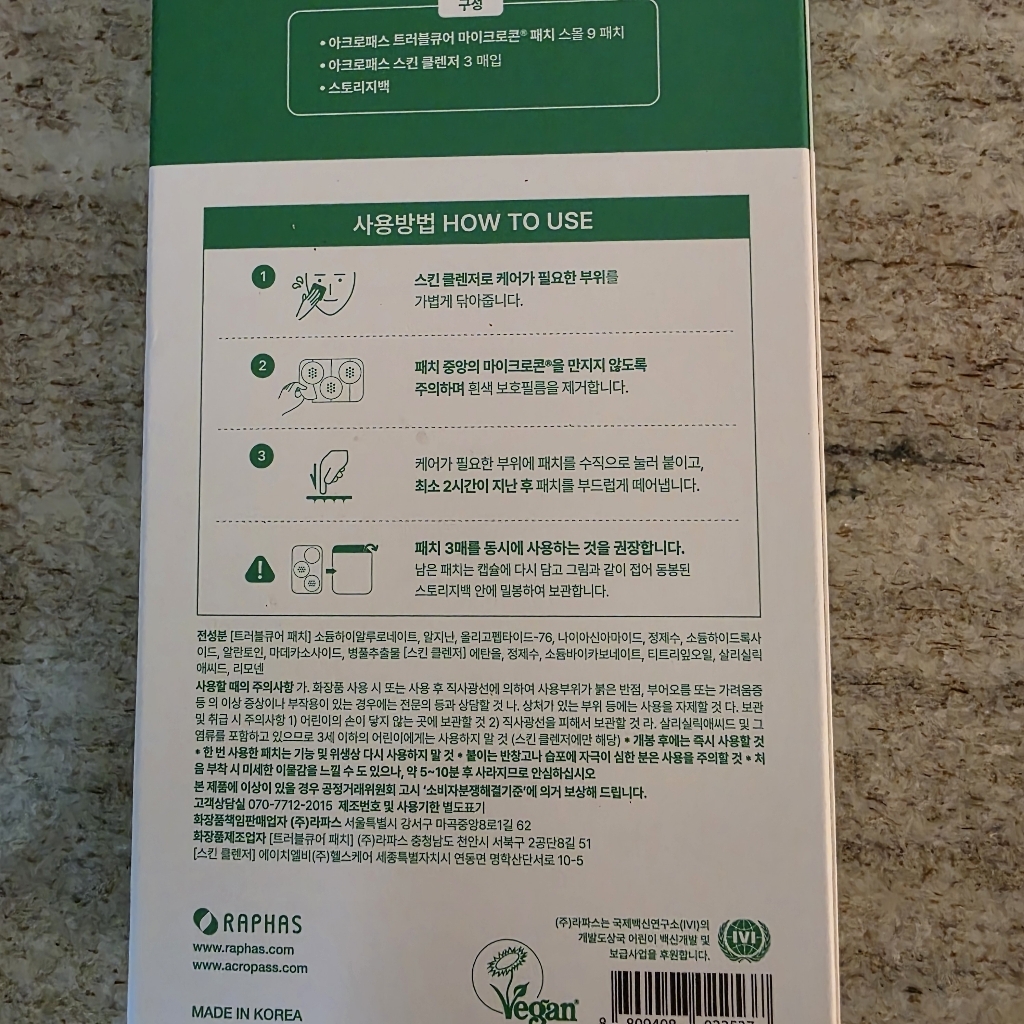 구성
• 아크로패스 트러블큐어 마이크로콘® 패치 스몰 9 패치
• 아크로패스 스킨 클렌저 3 매입
• 스토리지백
사용방법 HOW TO USE
1
스킨 클렌저로 케어가 필요한 부위를
가볍게 닦아줍니다.
2
패치 중앙의 마이크로콘®을 만지지 않도록
주의하며 흰색 보호필름을 제거합니다.
3
케어가 필요한 부위에 패치를 수직으로 눌러 붙이고,
최소 2시간이 지난 후 패치를 부드럽게 떼어냅니다.
패치 3매를 동시에 사용하는 것을 권장합니다.
남은 패치는 캡슐에 다시 담고 그림과 같이 접어 동봉된
스토리지백 안에 밀봉하여 보관합니다.
전성분 [트러블큐어 패치] 소듐하이알루로네이트, 알지닌, 올리고펩타이드-76, 나이아신아마이드, 정제수, 소듐하이드록사
이드, 알란토인, 마데카소사이드, 병풀추출물 [스킨 클렌저] 에탄올, 정제수, 소듐바이카보네이트, 티트리잎오일, 살리실릭
애씨드, 리모넨
사용할 때의 주의사항 가. 화장품 사용 시 또는 사용 후 직사광선에 의하여 사용부위가 붉은 반점, 부어오름 또는 가려움증
등의 이상 증상이나 부작용이 있는 경우에는 전문의 등과 상담할 것 나. 상처가 있는 부위 등에는 사용을 자제할 것 다. 보관
및 취급 시 주의사항 1) 어린이의 손이 닿지 않는 곳에 보관할 것 2) 직사광선을 피해서 보관할 것 라. 살리실릭애씨드 및 그
염류를 포함하고 있으므로 3세 이하의 어린이에게는 사용하지 말 것 (스킨 클렌저에만 해당) * 개봉 후에는 즉시 사용할 것
* 한 번 사용한 패치는 기능 및 위생상 다시 사용하지 말 것 * 붙이는 반창고나 습포에 자극이 심한 분은 사용을 주의할 것 * 처
음 부착 시 미세한 이물감을 느낄 수 도 있으나, 약 5~10분 후 사라지므로 안심하십시오
본 제품에 이상이 있을 경우 공정거래위원회 고시 '소비자분쟁해결기준'에 의거 보상해 드립니다.
고객상담실 070-7712-2015 제조번호 및 사용기한 별도표기
화장품책임판매업자 (주)라파스 서울특별시 강서구 마곡중앙8로1길 62
화장품제조업자 [트러블큐어 패치] (주)라파스 충청남도 천안시 서북구 2공단8길 51
[스킨 클렌저] 에이치엘비(주)헬스케어 세종특별자치시 연동면 명학산단서로 10-5
RAPHAS
www.raphas.com
www.acropass.com
MADE IN KOREA
(주)라파스는 국제백신연구소(IVI)의
개발도상국 어린이 백신개발 및
보급사업을 후원합니다.
IVI
Vegan